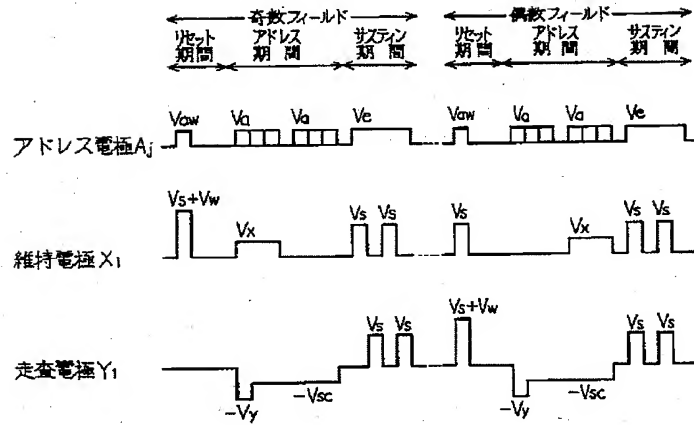 奇数フィールド 偶数フィールド
リセット アドレス サスティン リセット アドレス サスティン
期間 期間 期間 期間 期間 期間
Vaw Va Va Ve Vaw Va Va Ve
アドレス電極Aj
Vs+Vw Vx Vs Vs Vs Vx Vs Vs
維持電極X1
Vs Vs Vs+Vw Vs Vs
走査電極Y1
-Vy -Vsc -Vy -Vsc